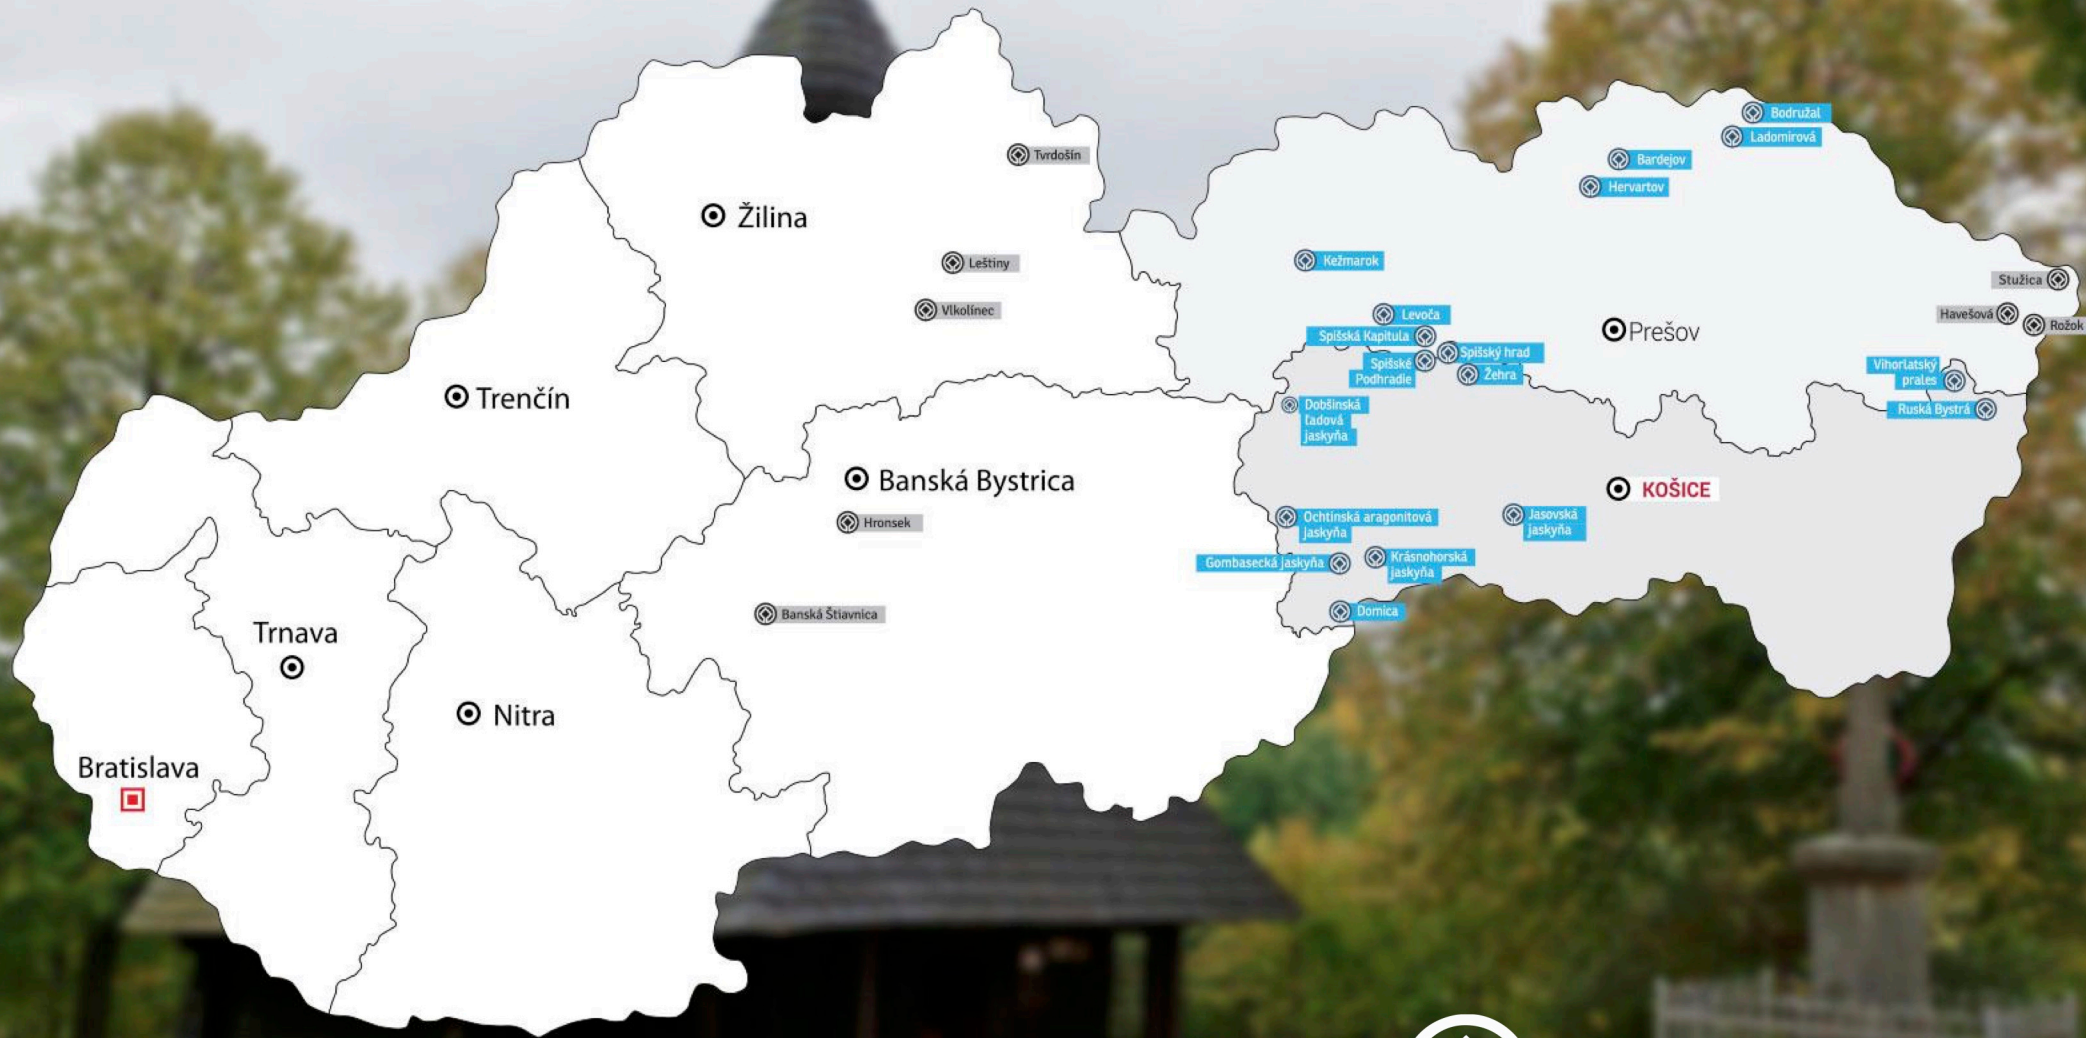 Bodružal
Ladomirová
Tvrdošín
Bardejov
Hervartov
Žilina
Leštiny
Kežmarok
Stužica
Vlkolínec
Levoča
Havešová
Rožok
Spišská Kapitula
Prešov
Spišský hrad
Spišské
Podhradie
Žehra
Vihorlatský
prales
Trenčín
Dobšinská
ľadová
jaskyňa
Ruská Bystrá
Banská Bystrica
KOŠICE
Hronsek
Ochtinská aragonitová
jaskyňa
Jasovská
jaskyňa
Gombasecká jaskyňa
Krásnohorská
jaskyňa
Banská Štiavnica
Domica
Trnava
Nitra
Bratislava